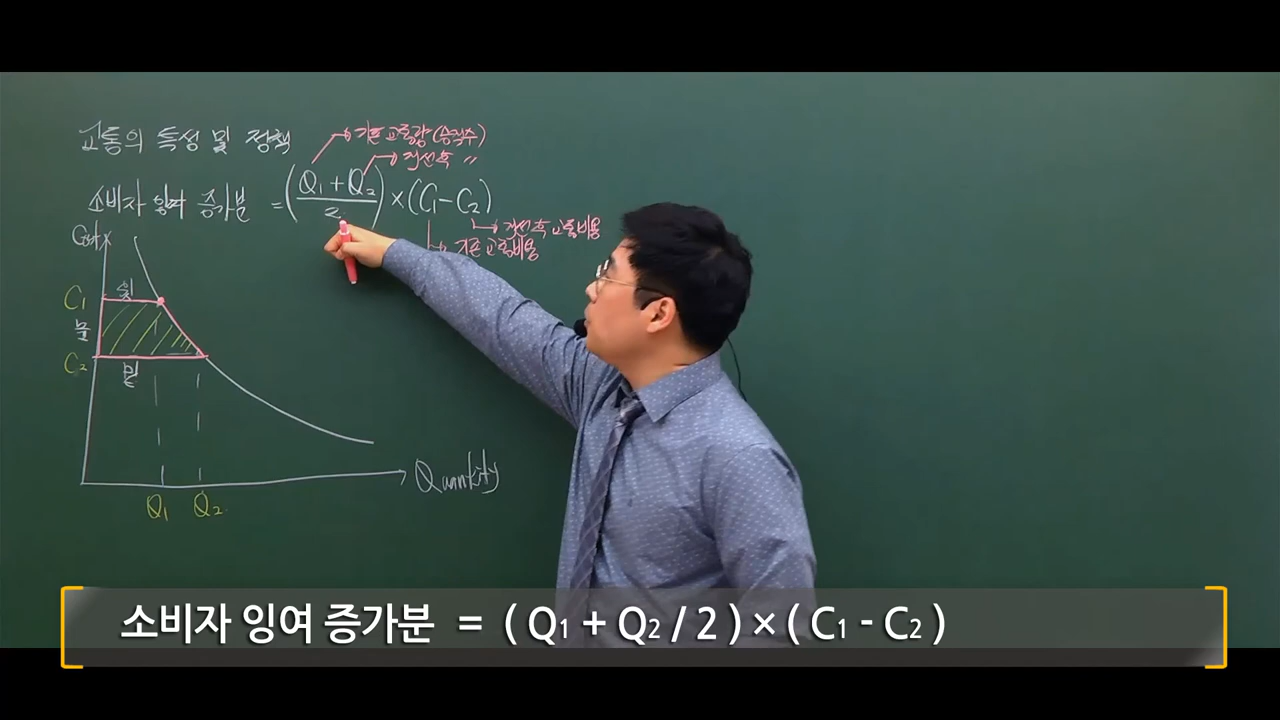 교통의 특성 및 정책
기존 교통량(승객수)
개선후 〃
소비자 잉여 증가분 = (Q1 + Q2 / 2) × (C1 - C2)
개선후 교통비용
기존 교통비용
Cost
C1
윗
C2
밑
Quantity
Q1 Q2
소비자 잉여 증가분 = ( Q1 + Q2 / 2 ) × ( C1 - C2 )